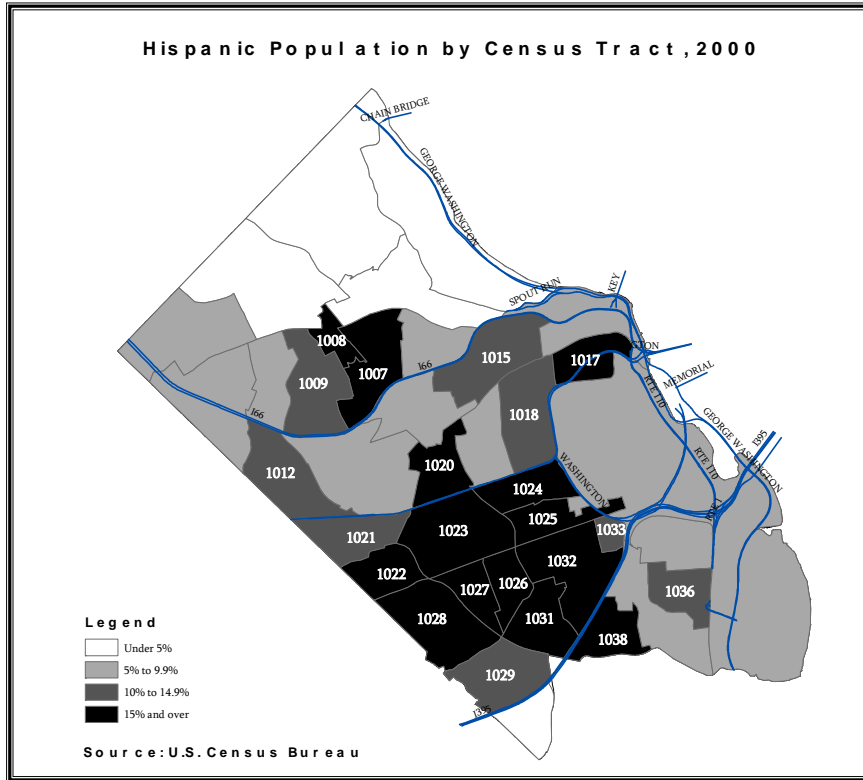 Hispanic Population by Census Tract, 2000
CHAIN BRIDGE
GEORGE WASHINGTON
SPOUT RUN
KEY
1008
1015
1017
GTON
1007
I66
MEMORIAL
1009
RTE 110
1018
I66
GEORGE WASHINGTON
I395
1020
RTE 110
1012
WASHINGTON
1024
1025
1023
1033
1021
1032
1022
1027
1026
1036
1028
1031
1038
1029
I395
Legend
Under 5%
5% to 9.9%
10% to 14.9%
15% and over
Source: U.S. Census Bureau